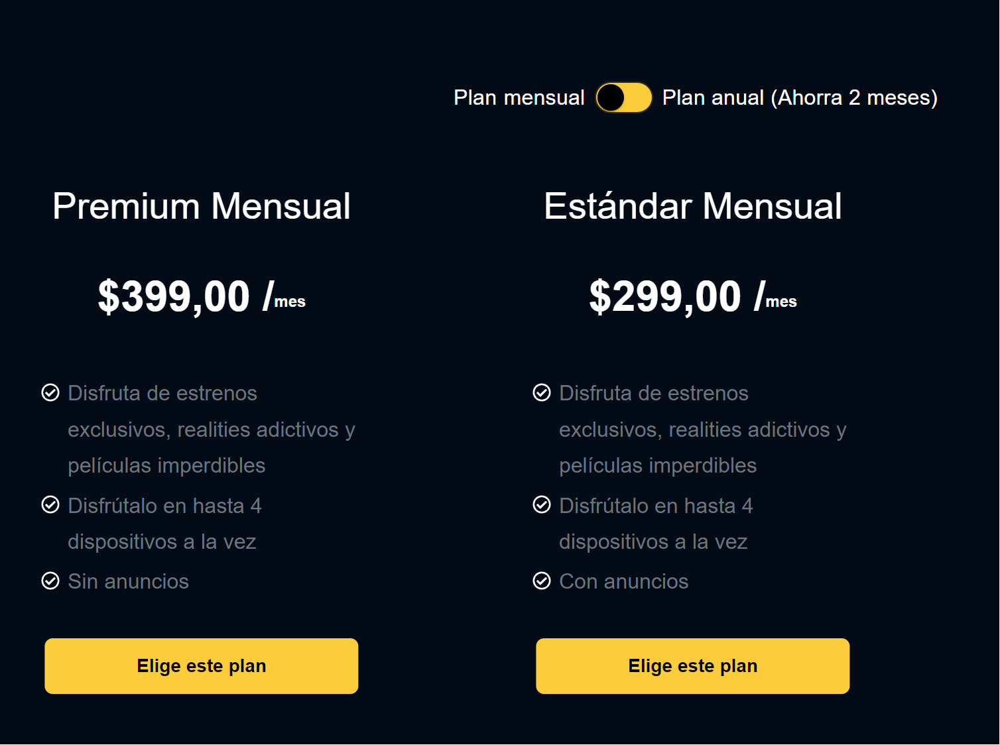 Plan mensual Plan anual (Ahorra 2 meses)
Premium Mensual
$399,00 /mes
Disfruta de estrenos
exclusivos, realities adictivos y
películas imperdibles
Disfrútalo en hasta 4
dispositivos a la vez
Sin anuncios
Elige este plan
Estándar Mensual
$299,00 /mes
Disfruta de estrenos
exclusivos, realities adictivos y
películas imperdibles
Disfrútalo en hasta 4
dispositivos a la vez
Con anuncios
Elige este plan